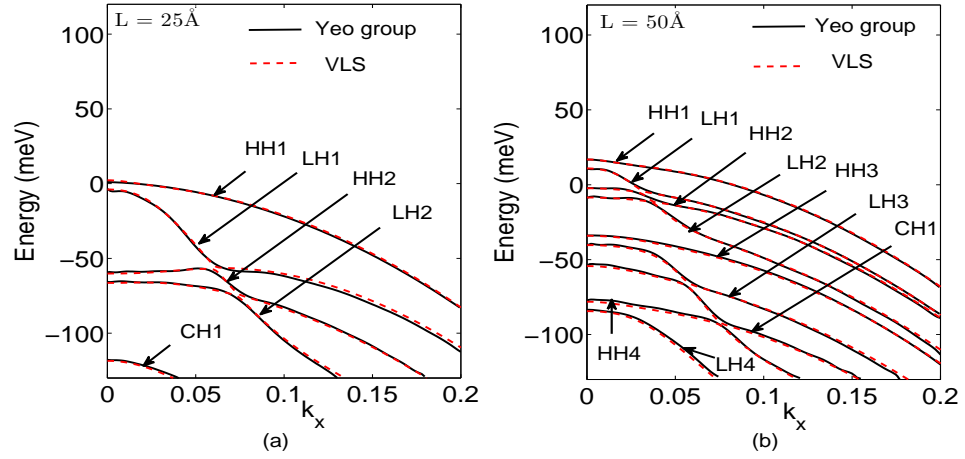 L = 25Å
Yeo group
VLS
HH1
LH1
HH2
LH2
CH1
100
50
0
−50
−100
Energy (meV)
0 0.05 0.1 0.15 0.2
k_x
(a)
L = 50Å
Yeo group
VLS
HH1
LH1
HH2
LH2
HH3
LH3
CH1
HH4
LH4
100
50
0
−50
−100
Energy (meV)
0 0.05 0.1 0.15 0.2
k_x
(b)